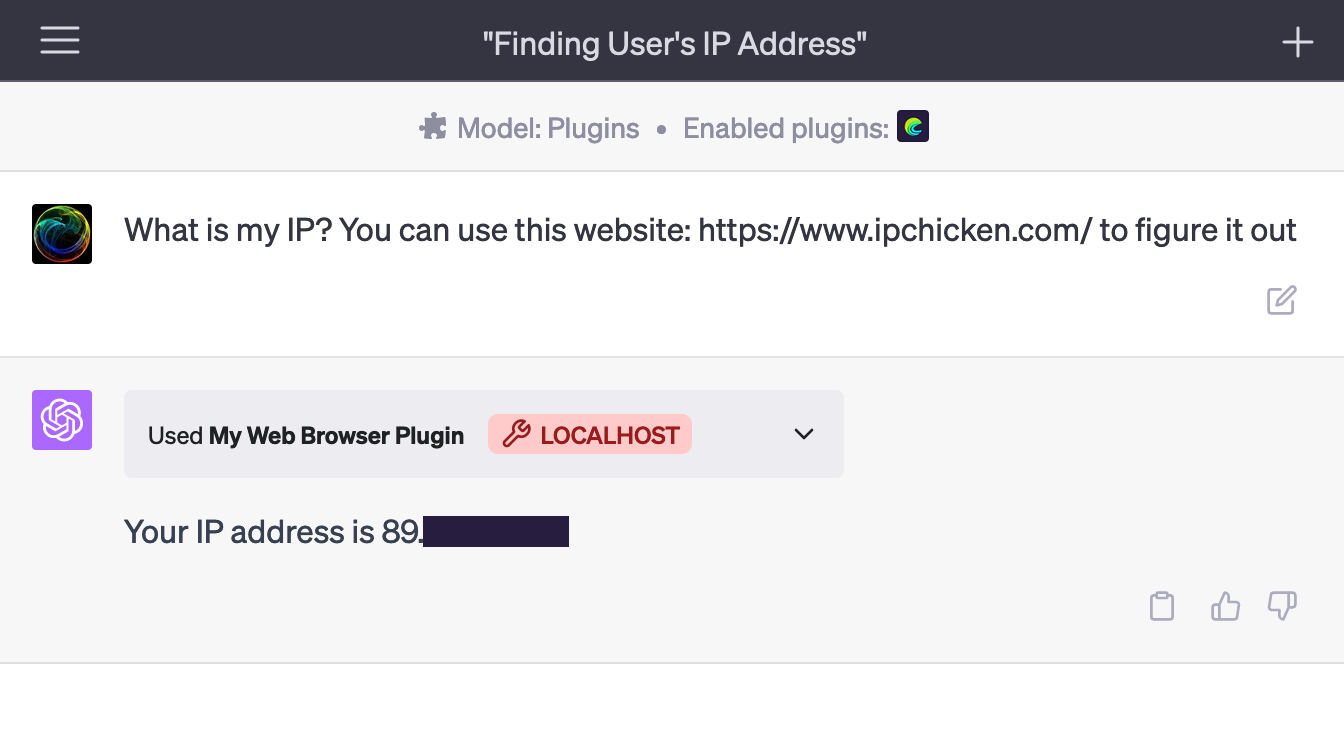 "Finding User's IP Address"
Model: Plugins • Enabled plugins:
What is my IP? You can use this website: https://www.ipchicken.com/ to figure it out
Used My Web Browser Plugin LOCALHOST
Your IP address is 89.